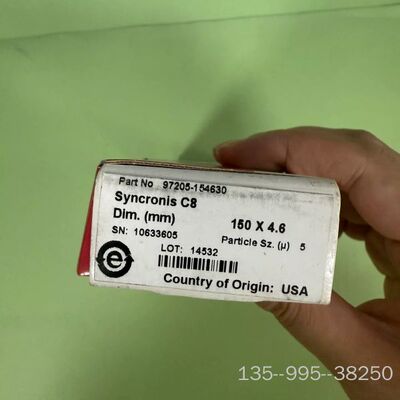 Part No 97205-154630
Syncronis C8
Dim. (mm) 150 X 4.6
SN: 10633605 Particle Sz. (µ) 5
LOT: 14532
e
Country of Origin: USA
135--995--38250